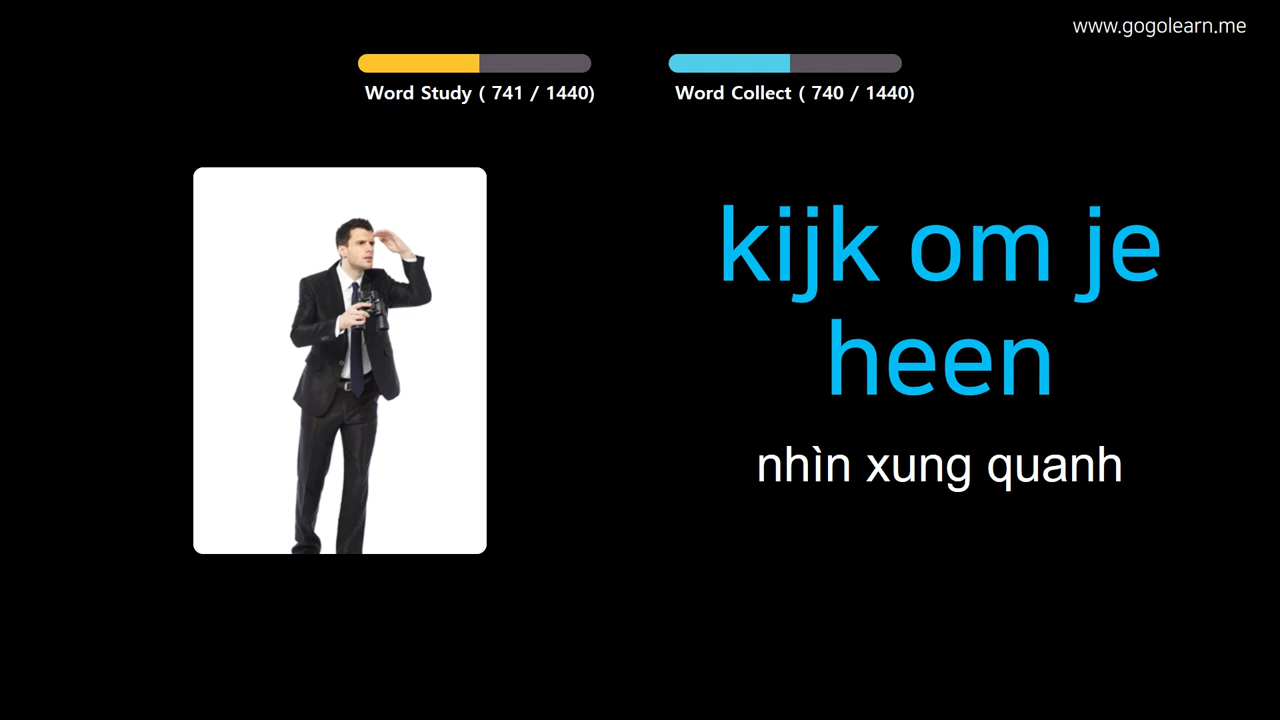 www.gogolearn.me
Word Study ( 741 / 1440)
Word Collect ( 740 / 1440)
kijk om je
heen
nhìn xung quanh